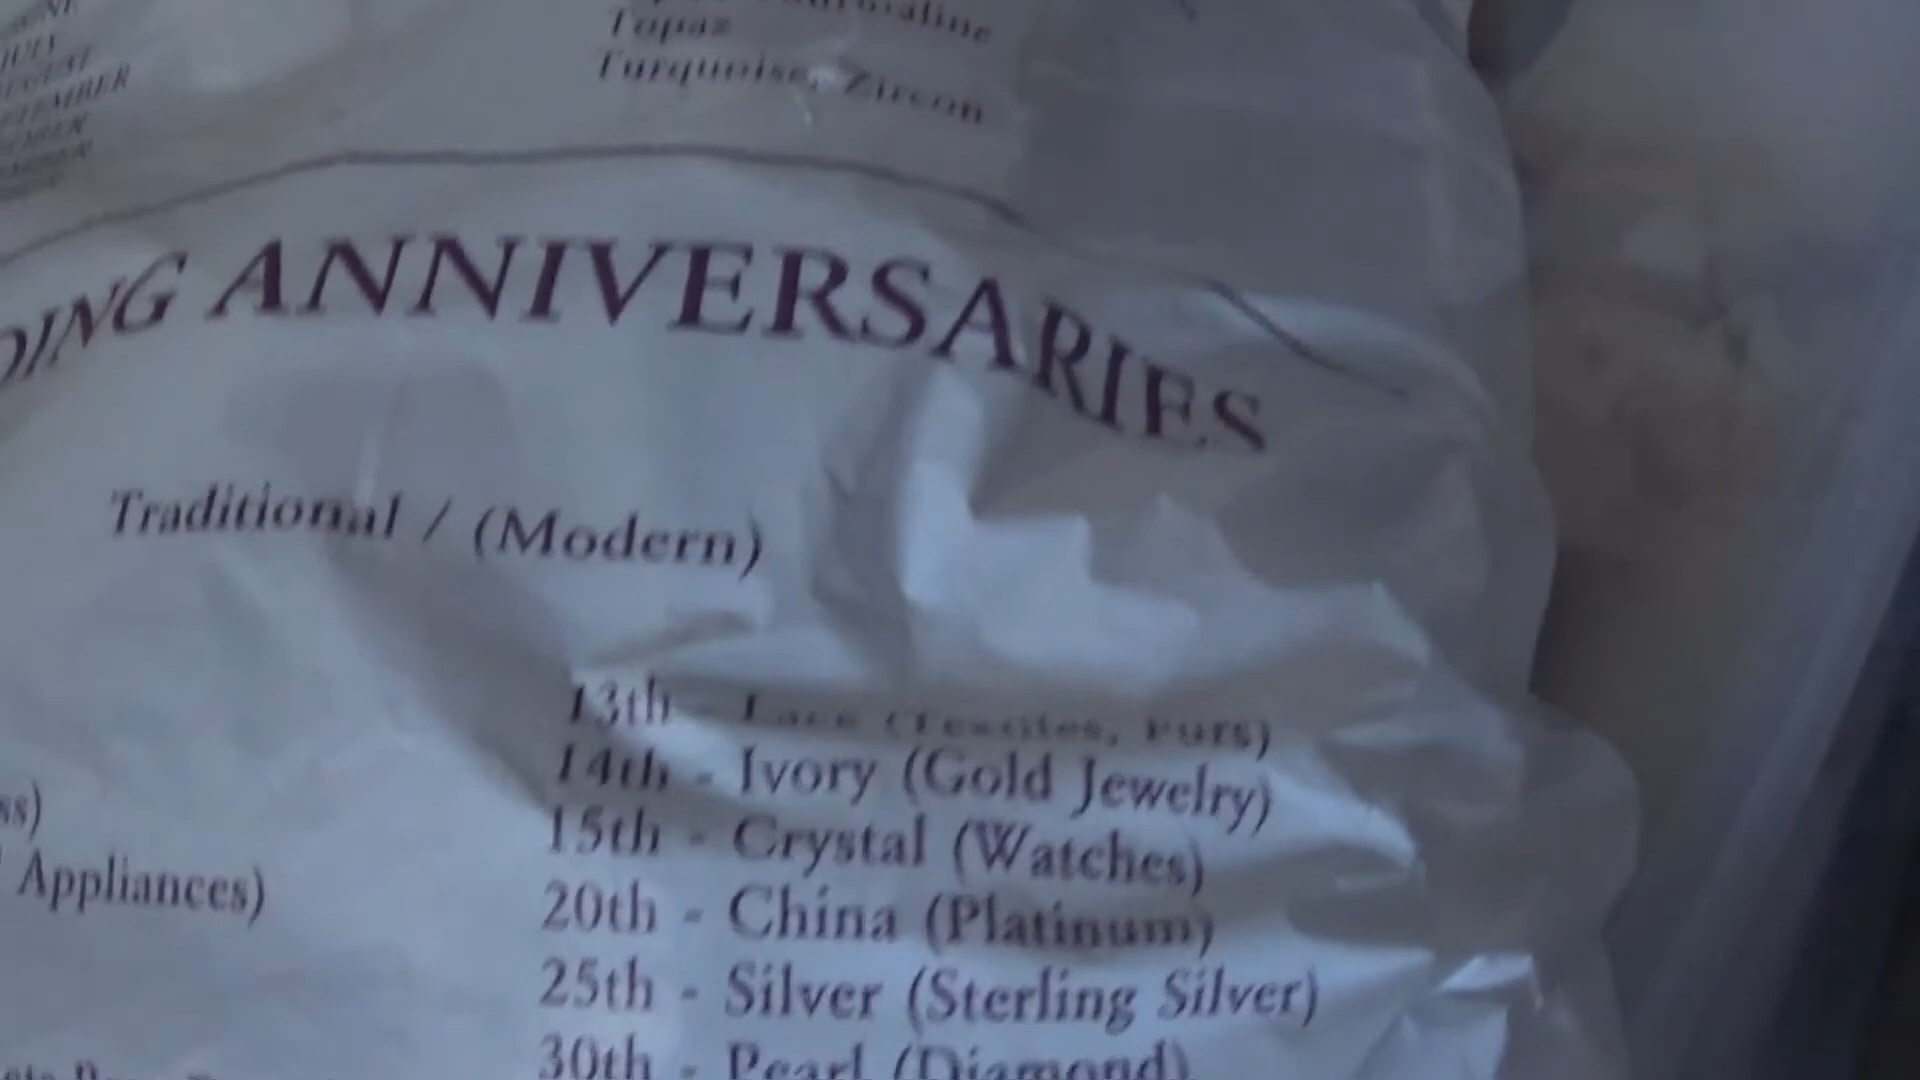 JULY
Topaz
Turquoise, Zircon
ANNIVERSARIES
Traditional / (Modern)
13th - Lace (Textiles, Furs)
14th - Ivory (Gold Jewelry)
15th - Crystal (Watches)
Appliances)
20th - China (Platinum)
25th - Silver (Sterling Silver)
30th - Pearl (Diamond)